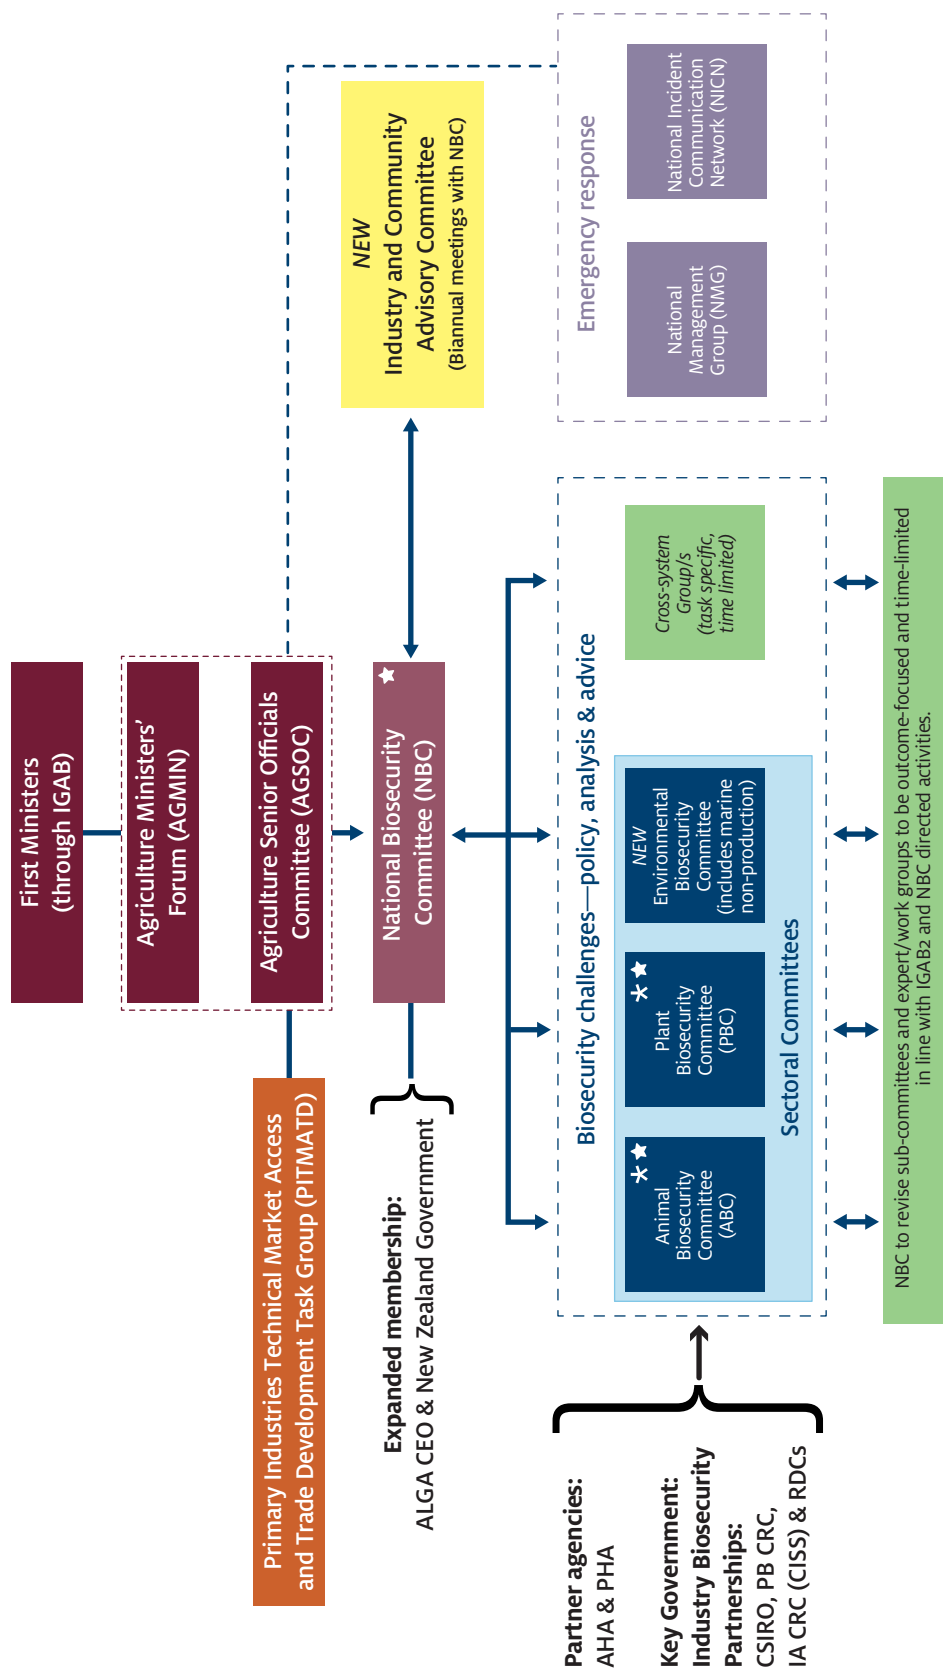 First Ministers
(through IGAB)
Agriculture Ministers’
Forum (AGMIN)
Agriculture Senior Officials
Committee (AGSOC)
Primary Industries Technical Market Access
and Trade Development Task Group (PITMATD)
National Biosecurity
Committee (NBC)
Expanded membership:
ALGA CEO & New Zealand Government
NEW
Industry and Community
Advisory Committee
(Biannual meetings with NBC)
Biosecurity challenges—policy, analysis & advice
Animal
Biosecurity
Committee
(ABC)
Plant
Biosecurity
Committee
(PBC)
NEW
Environmental
Biosecurity
Committee
(includes marine
non-production)
Sectoral Committees
Cross-system
Group/s
(task specific,
time limited)
Emergency response
National
Management
Group (NMG)
National Incident
Communication
Network (NICN)
Partner agencies:
AHA & PHA
Key Government:
Industry Biosecurity
Partnerships:
CSIRO, PB CRC,
IA CRC (CISS) & RDCs
NBC to revise sub-committees and expert/work groups to be outcome-focused and time-limited
in line with IGAB2 and NBC directed activities.